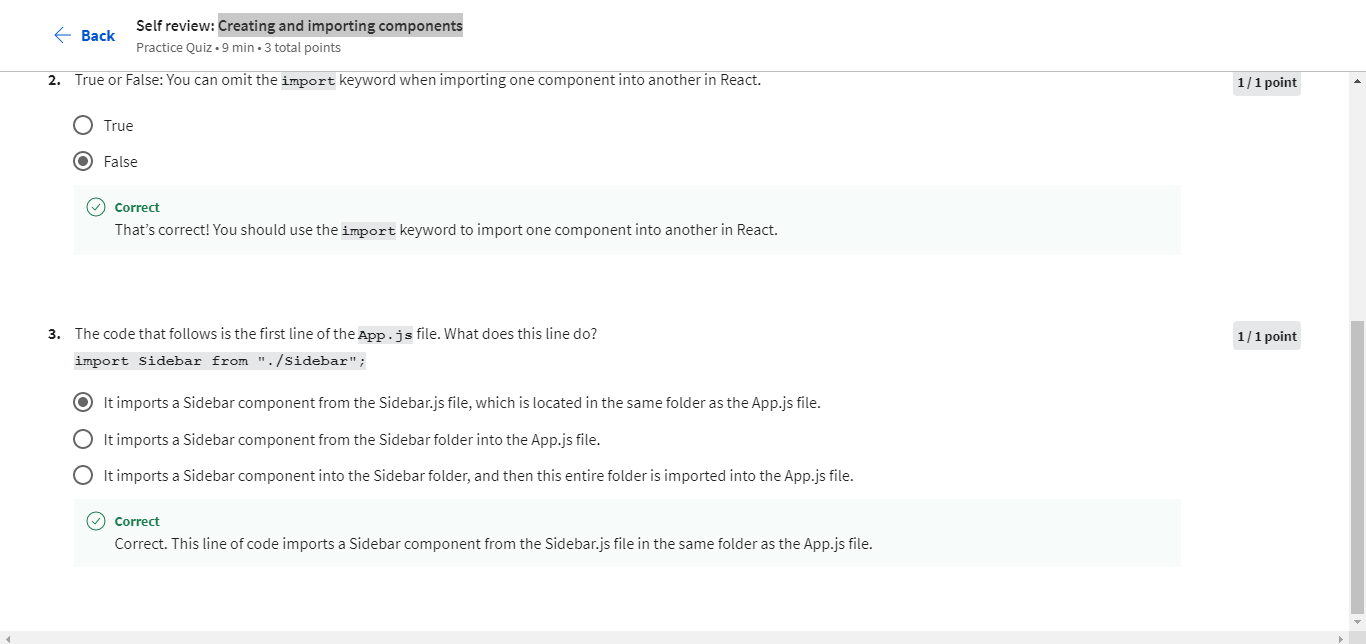 Back
Self review: Creating and importing components
Practice Quiz • 9 min • 3 total points
2. True or False: You can omit the import keyword when importing one component into another in React.
1 / 1 point
True
False
Correct
That’s correct! You should use the import keyword to import one component into another in React.
3. The code that follows is the first line of the App.js file. What does this line do?
1 / 1 point
import Sidebar from "./Sidebar";
It imports a Sidebar component from the Sidebar.js file, which is located in the same folder as the App.js file.
It imports a Sidebar component from the Sidebar folder into the App.js file.
It imports a Sidebar component into the Sidebar folder, and then this entire folder is imported into the App.js file.
Correct
Correct. This line of code imports a Sidebar component from the Sidebar.js file in the same folder as the App.js file.